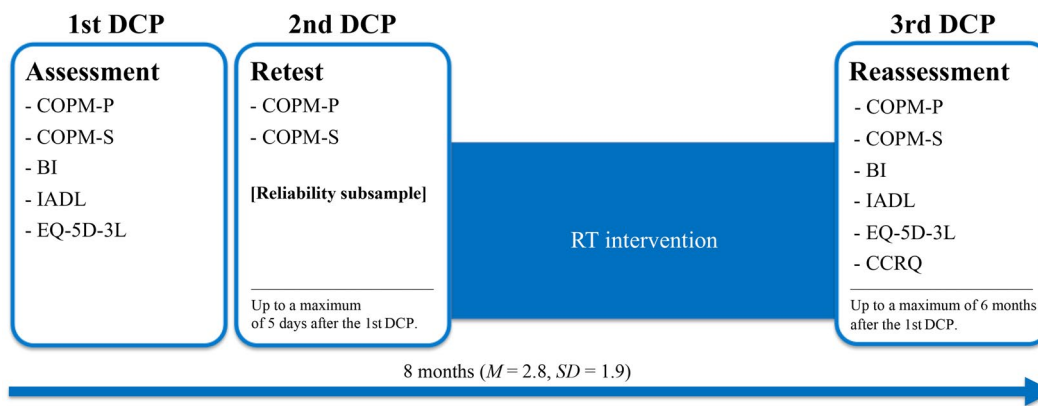 1st DCP
Assessment
- COPM-P
- COPM-S
- BI
- IADL
- EQ-5D-3L
2nd DCP
Retest
- COPM-P
- COPM-S
[Reliability subsample]
Up to a maximum
of 5 days after the 1st DCP.
RT intervention
3rd DCP
Reassessment
- COPM-P
- COPM-S
- BI
- IADL
- EQ-5D-3L
- CCRQ
Up to a maximum of 6 months
after the 1st DCP.
8 months (M = 2.8, SD = 1.9)